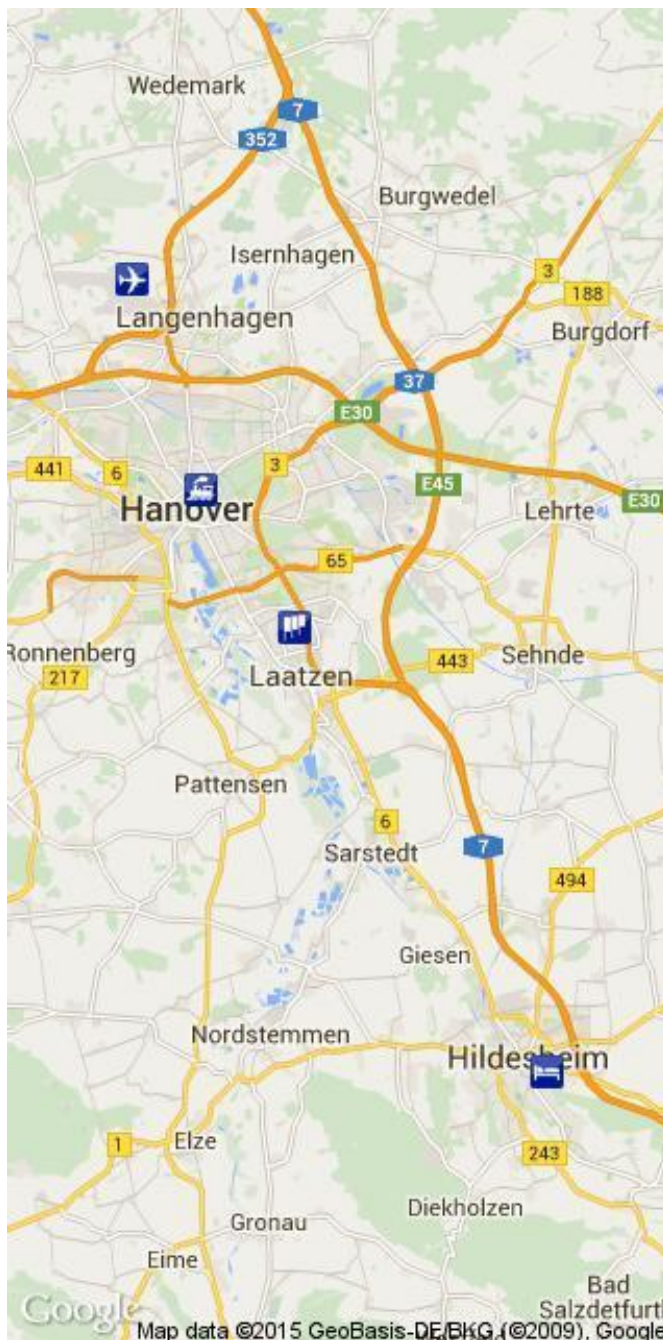 Wedemark
7
352
Burgwedel
Isernhagen
3
188
Langenhagen
Burgdorf
37
E30
441
6
3
E45
E30
Hanover
Lehrte
65
Ronnenberg
443
Sehnde
217
Laatzen
Pattensen
6
Sarstedt
7
494
Giesen
Nordstemmen
Hildesheim
1
Elze
243
Diekholzen
Gronau
Eime
Bad
Salzdetfurth
Google
Map data ©2015 GeoBasis-DE/BKG (©2009), Google